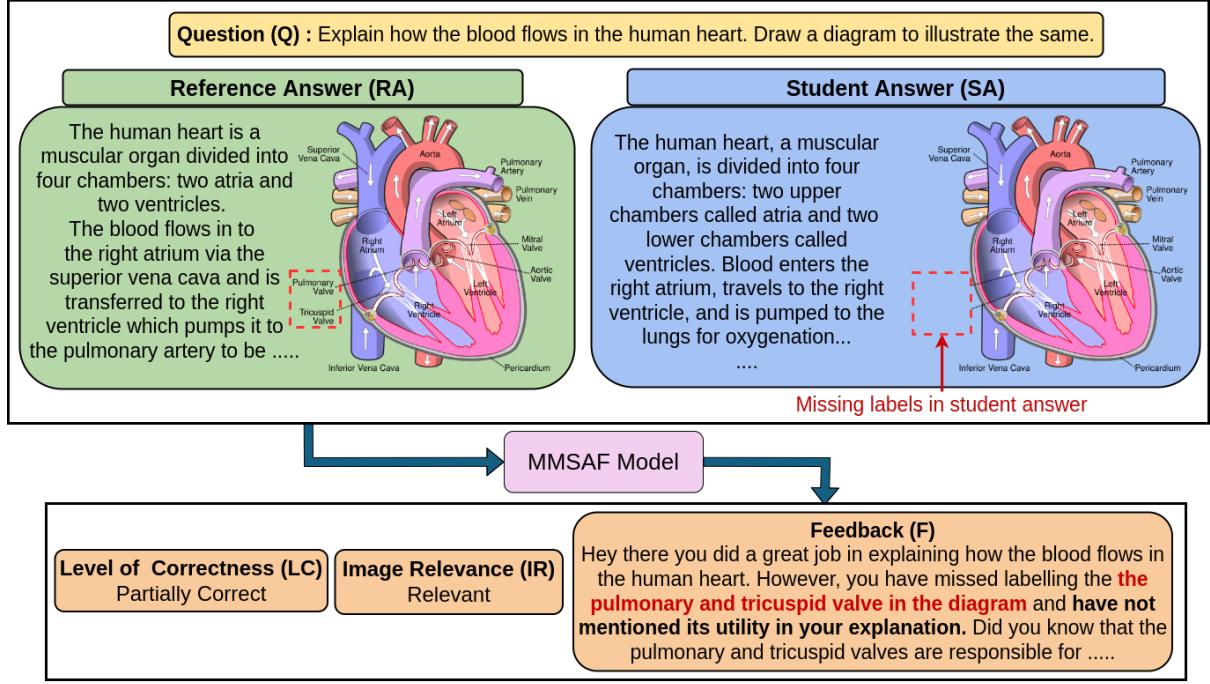 Question (Q) : Explain how the blood flows in the human heart. Draw a diagram to illustrate the same.
Reference Answer (RA)
The human heart is a
muscular organ divided into
four chambers: two atria and
two ventricles.
The blood flows in to
the right atrium via the
superior vena cava and is
transferred to the right
ventricle which pumps it to
the pulmonary artery to be .....
Superior
Vena Cava
Aorta
Pulmonary
Artery
Pulmonary
Vein
Left
Atrium
Right
Atrium
Mitral
Valve
Aortic
Valve
Pulmonary
Valve
Left
Ventricle
Tricuspid
Valve
Right
Ventricle
Inferior Vena Cava
Pericardium
Student Answer (SA)
The human heart, a muscular
organ, is divided into four
chambers: two upper
chambers called atria and two
lower chambers called
ventricles. Blood enters the
right atrium, travels to the right
ventricle, and is pumped to the
lungs for oxygenation...
....
Superior
Vena Cava
Aorta
Pulmonary
Artery
Pulmonary
Vein
Left
Atrium
Right
Atrium
Mitral
Valve
Aortic
Valve
Left
Ventricle
Right
Ventricle
Inferior Vena Cava
Pericardium
Missing labels in student answer
MMSAF Model
Level of Correctness (LC)
Partially Correct
Image Relevance (IR)
Relevant
Feedback (F)
Hey there you did a great job in explaining how the blood flows in
the human heart. However, you have missed labelling the the
pulmonary and tricuspid valve in the diagram and have not
mentioned its utility in your explanation. Did you know that the
pulmonary and tricuspid valves are responsible for .....